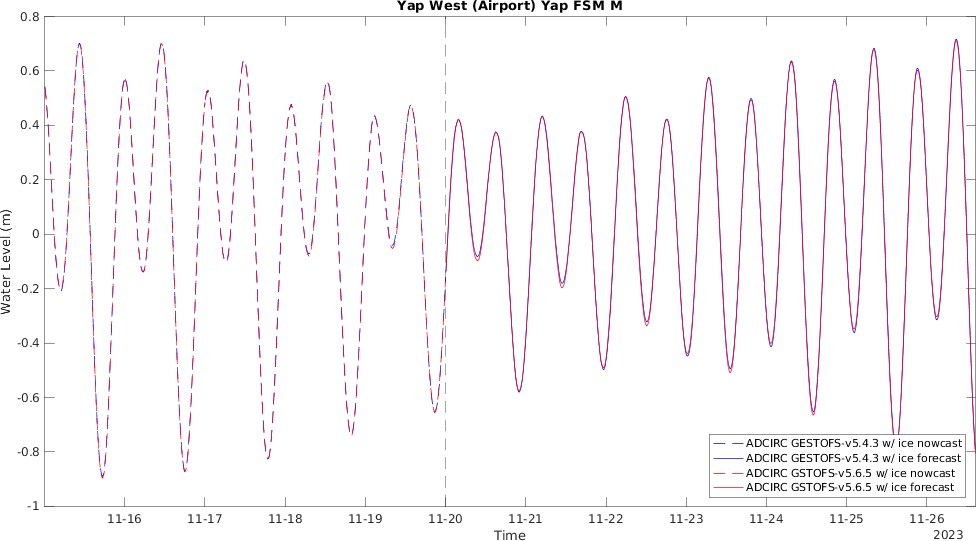 Yap West (Airport) Yap FSM M
Water Level (m)
0.8
0.6
0.4
0.2
0
-0.2
-0.4
-0.6
-0.8
-1
ADCIRC GESTOFS-v5.4.3 w/ ice nowcast
ADCIRC GESTOFS-v5.4.3 w/ ice forecast
ADCIRC GSTOFS-v5.6.5 w/ ice nowcast
ADCIRC GSTOFS-v5.6.5 w/ ice forecast
11-16 11-17 11-18 11-19 11-20 11-21 11-22 11-23 11-24 11-25 11-26
Time
2023